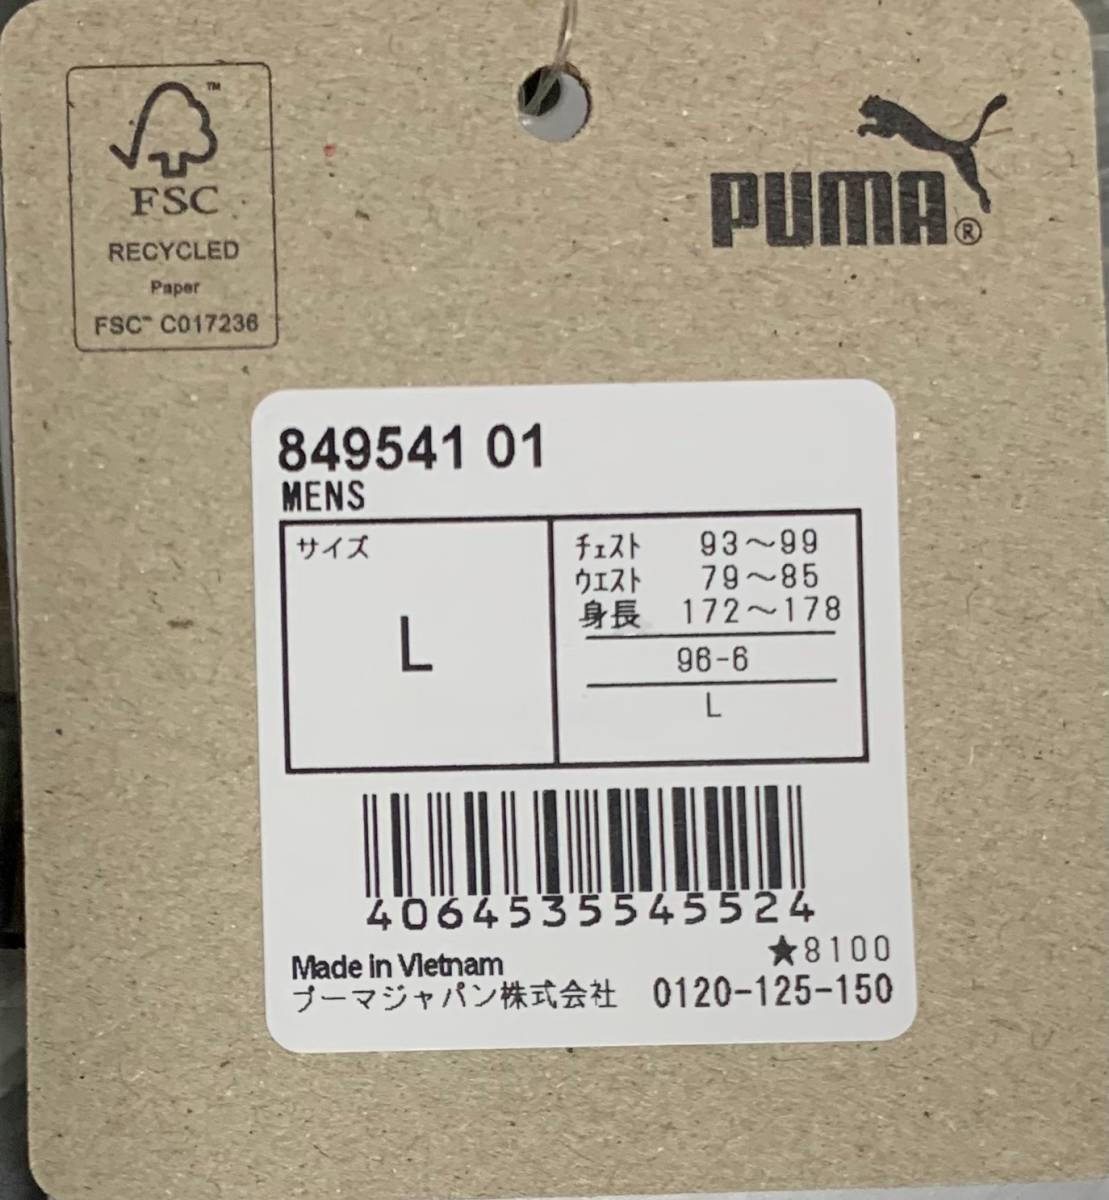 ™
FSC
RECYCLED
Paper
FSC™ C017236
PUMA®
849541 01
MENS
サイズ
L
チェスト 93～99
ウエスト 79～85
身長 172～178
96-6
L
4064535545524
★8100
Made in Vietnam
プーマジャパン株式会社 0120-125-150